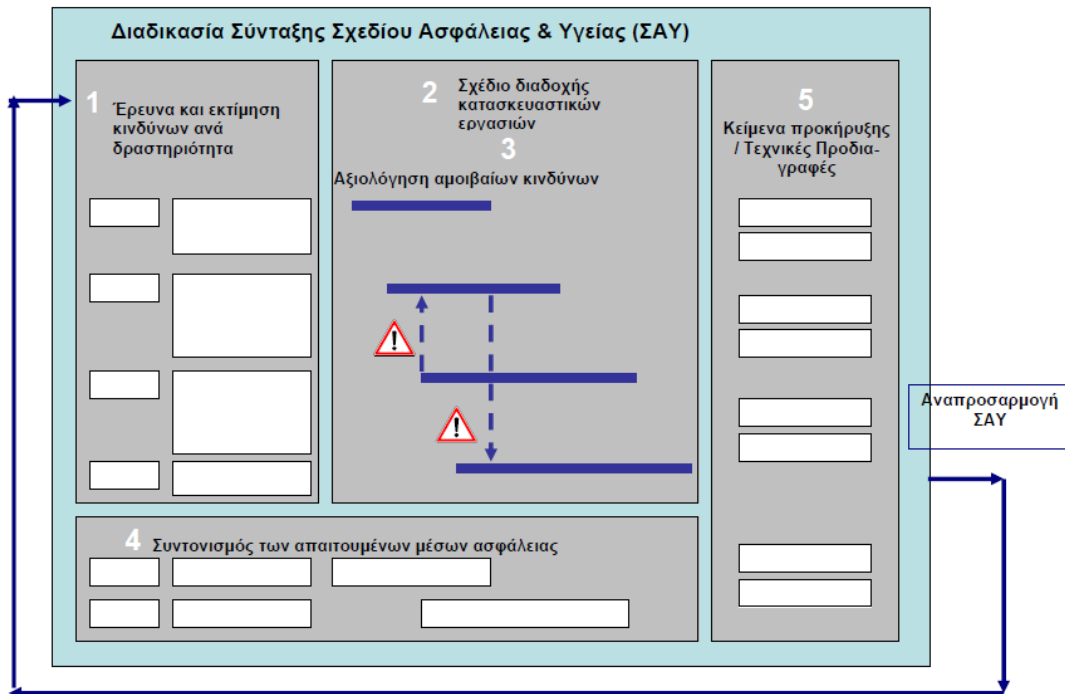 Διαδικασία Σύνταξης Σχεδίου Ασφάλειας & Υγείας (ΣΑΥ)
1 Έρευνα και εκτίμηση
κινδύνων ανά
δραστηριότητα
2 Σχέδιο διαδοχής
κατασκευαστικών
εργασιών
3
Αξιολόγηση αμοιβαίων κινδύνων
4 Συντονισμός των απαιτουμένων μέσων ασφάλειας
5
Κείμενα προκήρυξης
/ Τεχνικές Προδια-
γραφές
Αναπροσαρμογή
ΣΑΥ